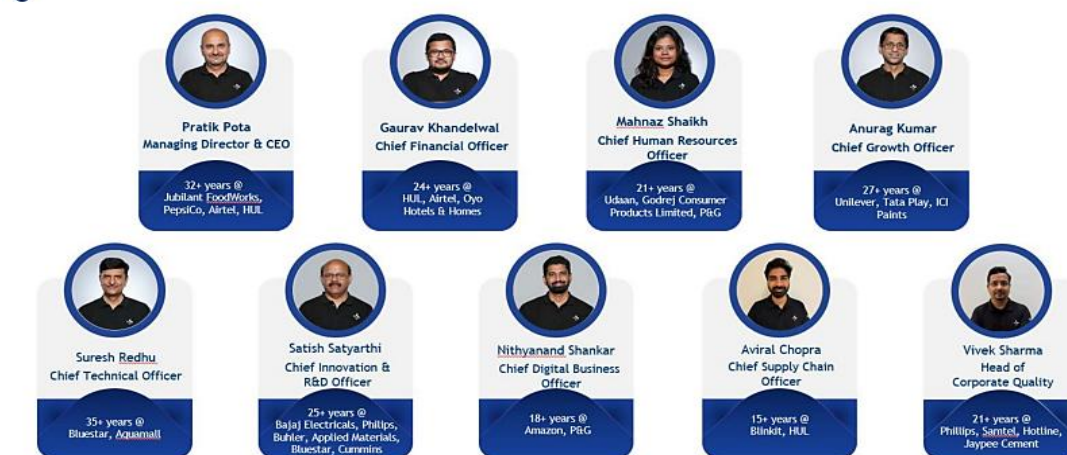 Pratik Pota
Managing Director & CEO
32+ years @
Jubilant FoodWorks,
PepsiCo, Airtel, HUL
Gaurav Khandelwal
Chief Financial Officer
24+ years @
HUL, Airtel, Oyo
Hotels & Homes
Mahnaz Shaikh
Chief Human Resources
Officer
21+ years @
Udaan, Godrej Consumer
Products Limited, P&G
Anurag Kumar
Chief Growth Officer
27+ years @
Unilever, Tata Play, ICI
Paints
Suresh Redhu
Chief Technical Officer
35+ years @
Bluestar, Aquamall
Satish Satyarthi
Chief Innovation &
R&D Officer
25+ years @
Bajaj Electricals, Philips,
Buhler, Applied Materials,
Bluestar, Cummins
Nithyanand Shankar
Chief Digital Business
Officer
18+ years @
Amazon, P&G
Aviral Chopra
Chief Supply Chain
Officer
15+ years @
Blinkit, HUL
Vivek Sharma
Head of
Corporate Quality
21+ years @
Phillips, Samtel, Hotline,
Jaypee Cement